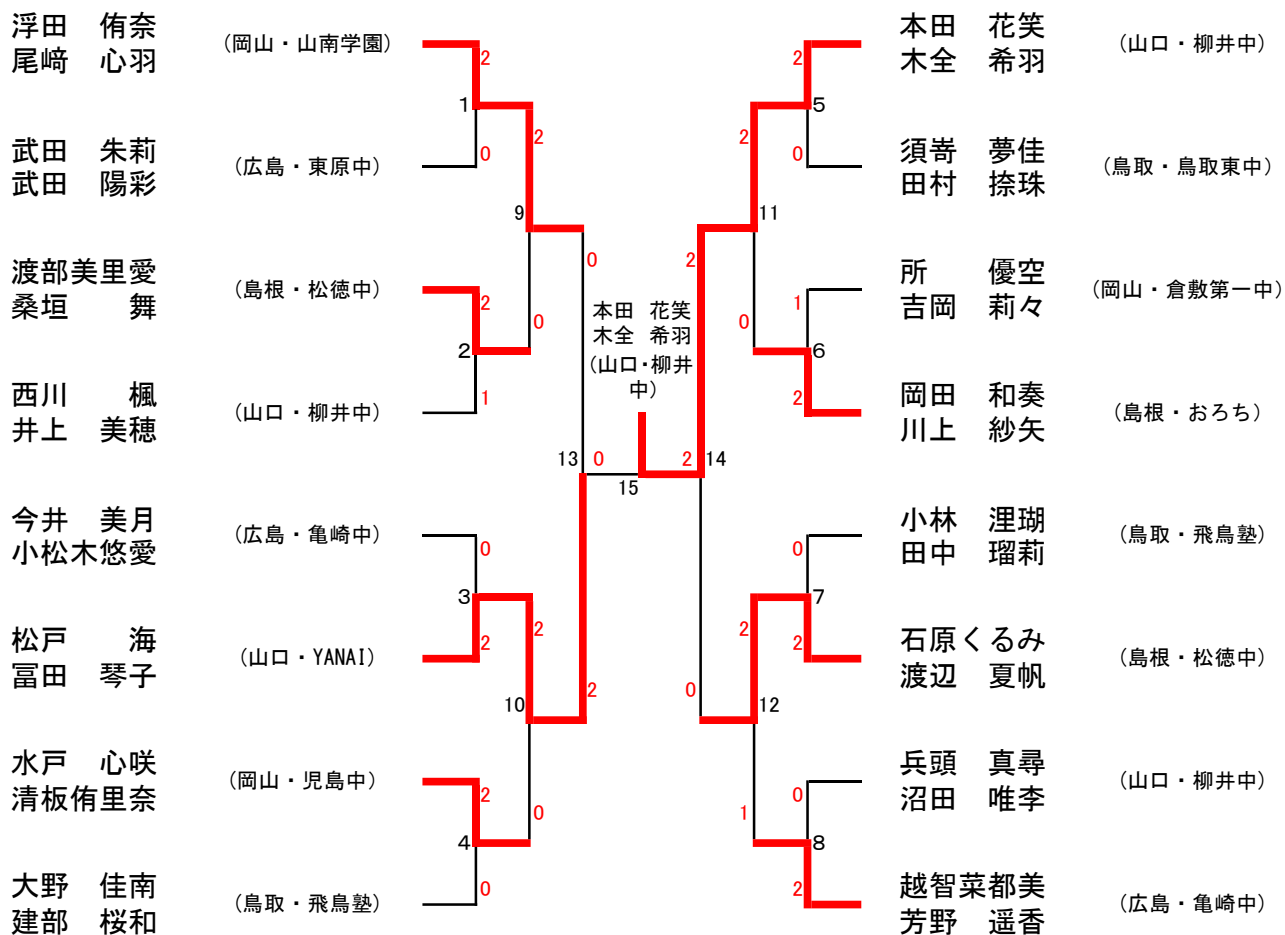 浮田　侑奈
尾﨑　心羽
(岡山・山南学園)
2
1
0
武田　朱莉
武田　陽彩
(広島・東原中)
2
9
0
渡部美里愛
桑垣　　舞
(島根・松徳中)
2
2
1
0
西川　　楓
井上　美穂
(山口・柳井中)
13
0
2
今井　美月
小松木悠愛
(広島・亀崎中)
0
3
2
松戸　　海
冨田　琴子
(山口・YANAI)
2
10
0
水戸　心咲
清板侑里奈
(岡山・児島中)
2
4
0
大野　佳南
建部　桜和
(鳥取・飛鳥塾)
本田　花笑
木全　希羽
(山口・柳井
中)
0
15
2
本田　花笑
木全　希羽
(山口・柳井中)
2
5
0
須嵜　夢佳
田村　捺珠
(鳥取・鳥取東中)
2
11
0
所　　優空
吉岡　莉々
(岡山・倉敷第一中)
1
6
2
岡田　和奏
川上　紗矢
(島根・おろち)
2
14
0
小林　浬瑚
田中　瑠莉
(鳥取・飛鳥塾)
0
7
2
石原くるみ
渡辺　夏帆
(島根・松徳中)
2
12
1
兵頭　真尋
沼田　唯李
(山口・柳井中)
0
8
2
越智菜都美
芳野　遥香
(広島・亀崎中)